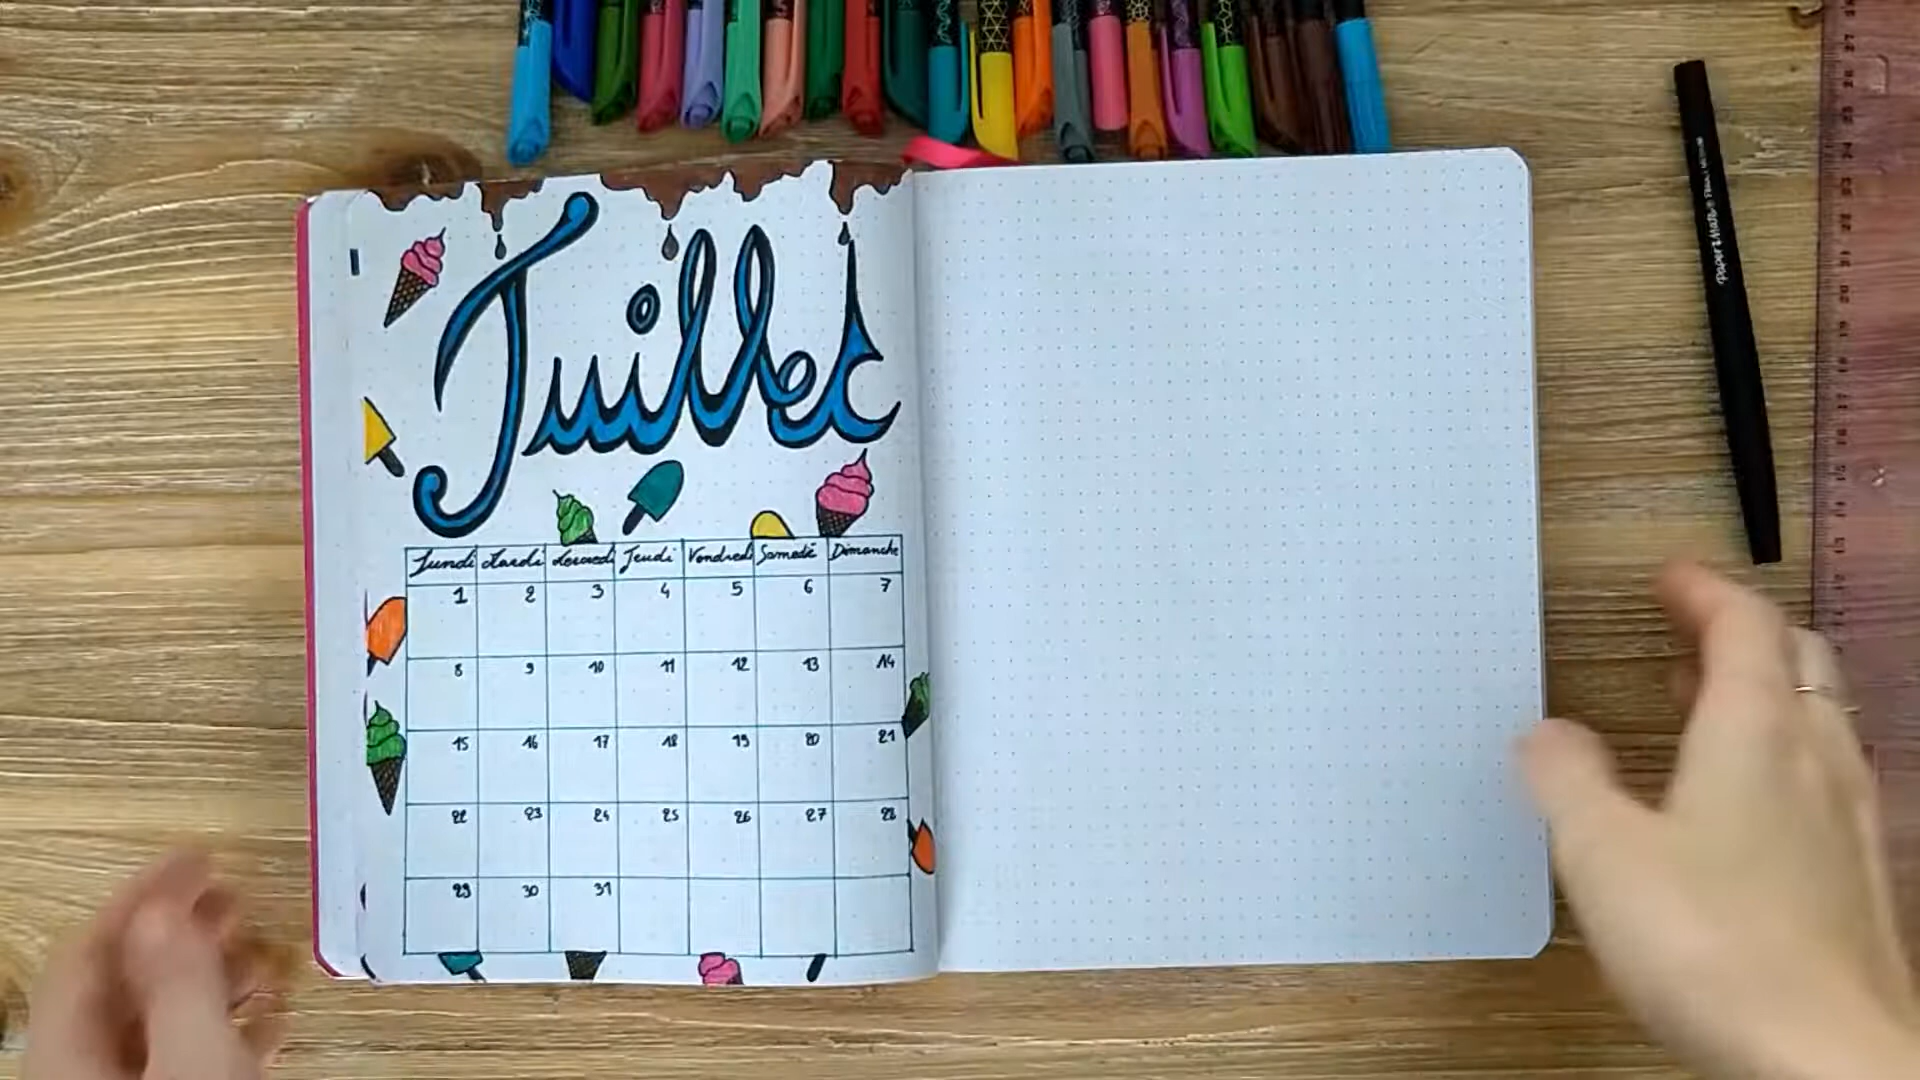 Juillet
Lundi Mardi Mercredi Jeudi Vendredi Samedi Dimanche
1 2 3 4 5 6 7
8 9 10 11 12 13 14
15 16 17 18 19 20 21
22 23 24 25 26 27 28
29 30 31
Paper Mate